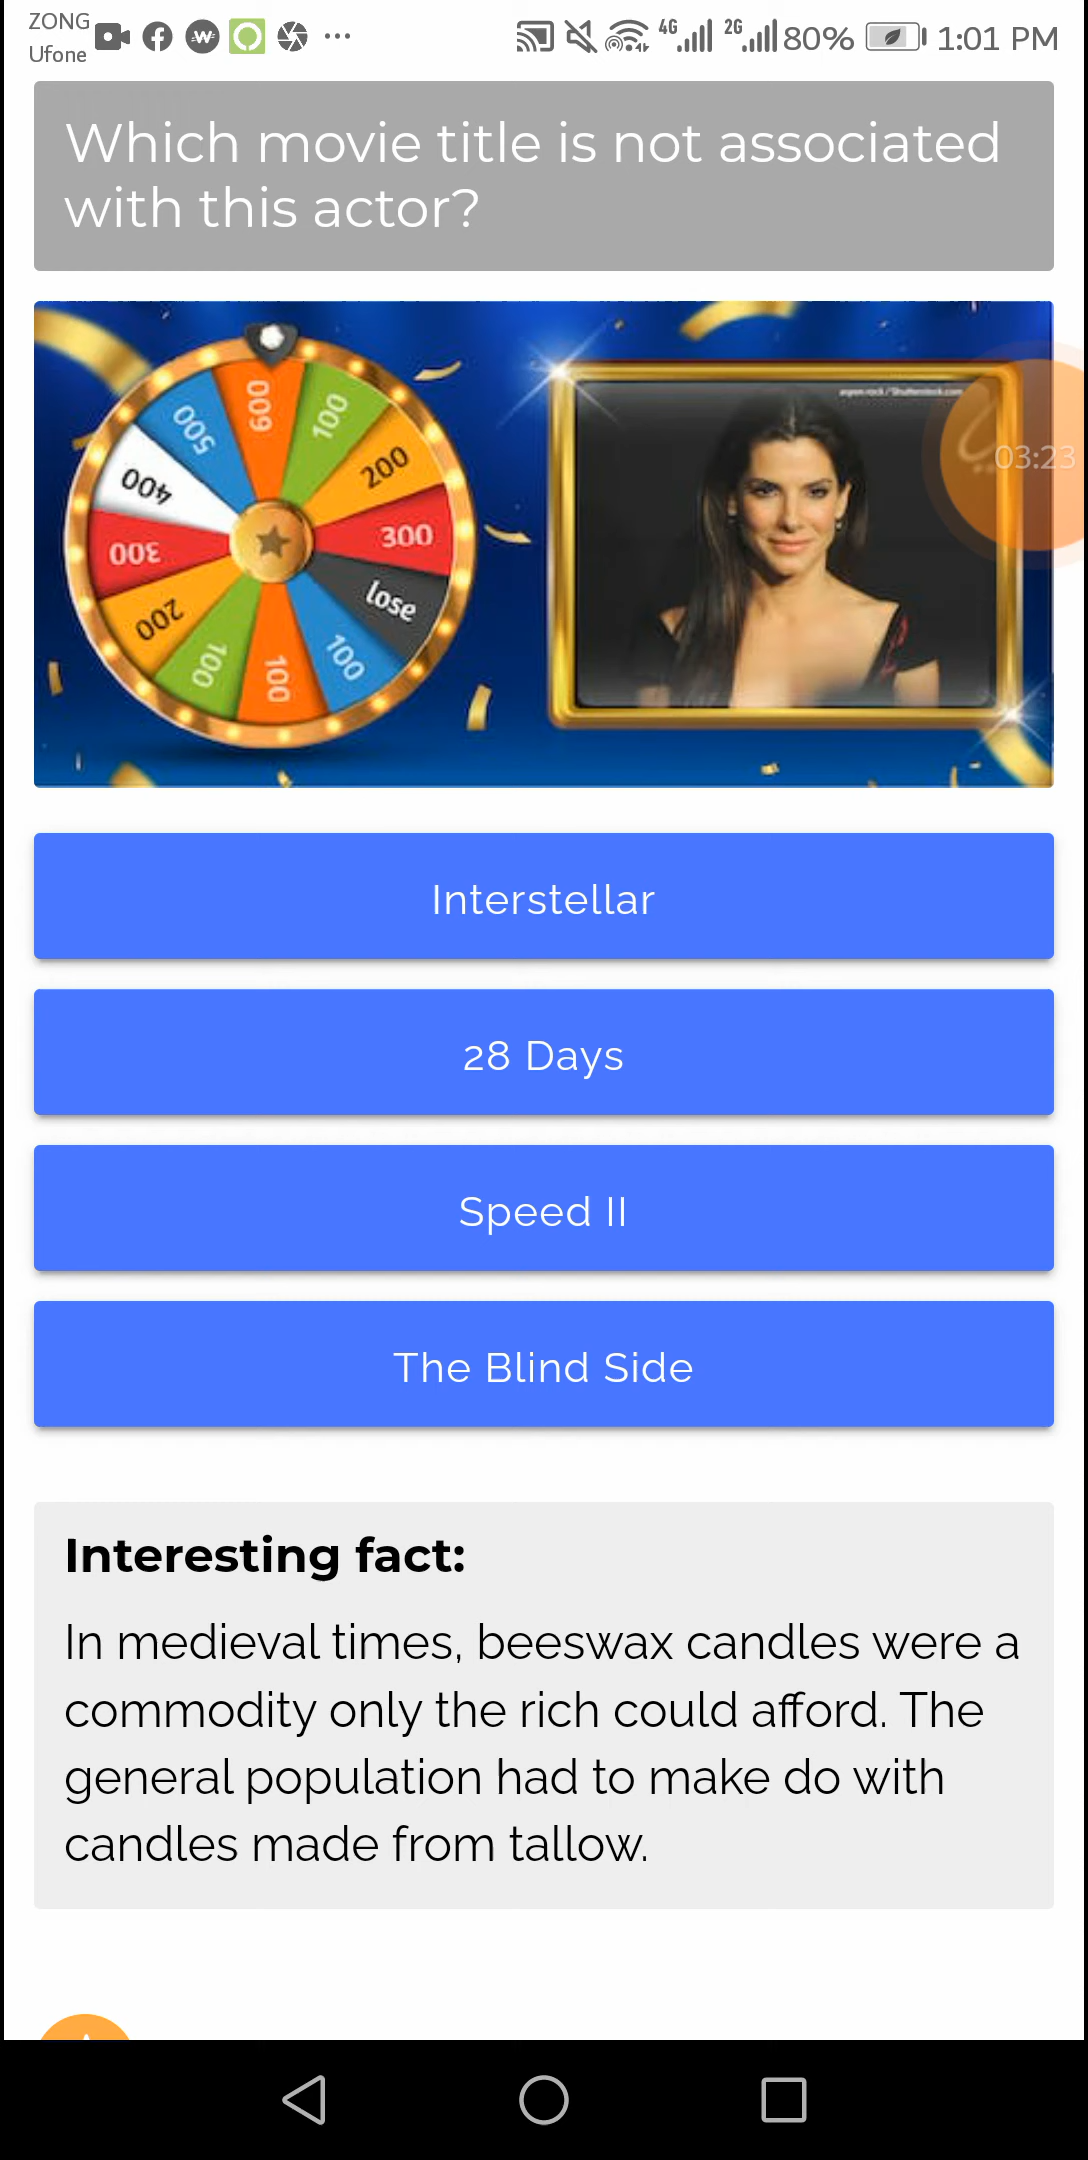 ZONG
Ufone
4G 2G 80% 1:01 PM
Which movie title is not associated
with this actor?
600
100
200
300
lose
100
100
100
200
300
400
500
03:23
Interstellar
28 Days
Speed II
The Blind Side
Interesting fact:
In medieval times, beeswax candles were a
commodity only the rich could afford. The
general population had to make do with
candles made from tallow.